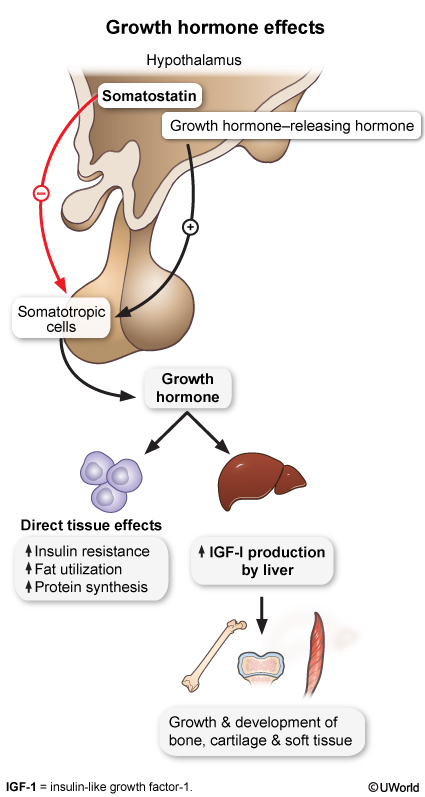 Growth hormone effects
Hypothalamus
Somatostatin
Growth hormone–releasing hormone
−
+
Somatotropic
cells
Growth
hormone
Direct tissue effects
↑ Insulin resistance
↑ Fat utilization
↑ Protein synthesis
↑ IGF-I production
by liver
Growth & development of
bone, cartilage & soft tissue
IGF-1 = insulin-like growth factor-1.
©UWorld